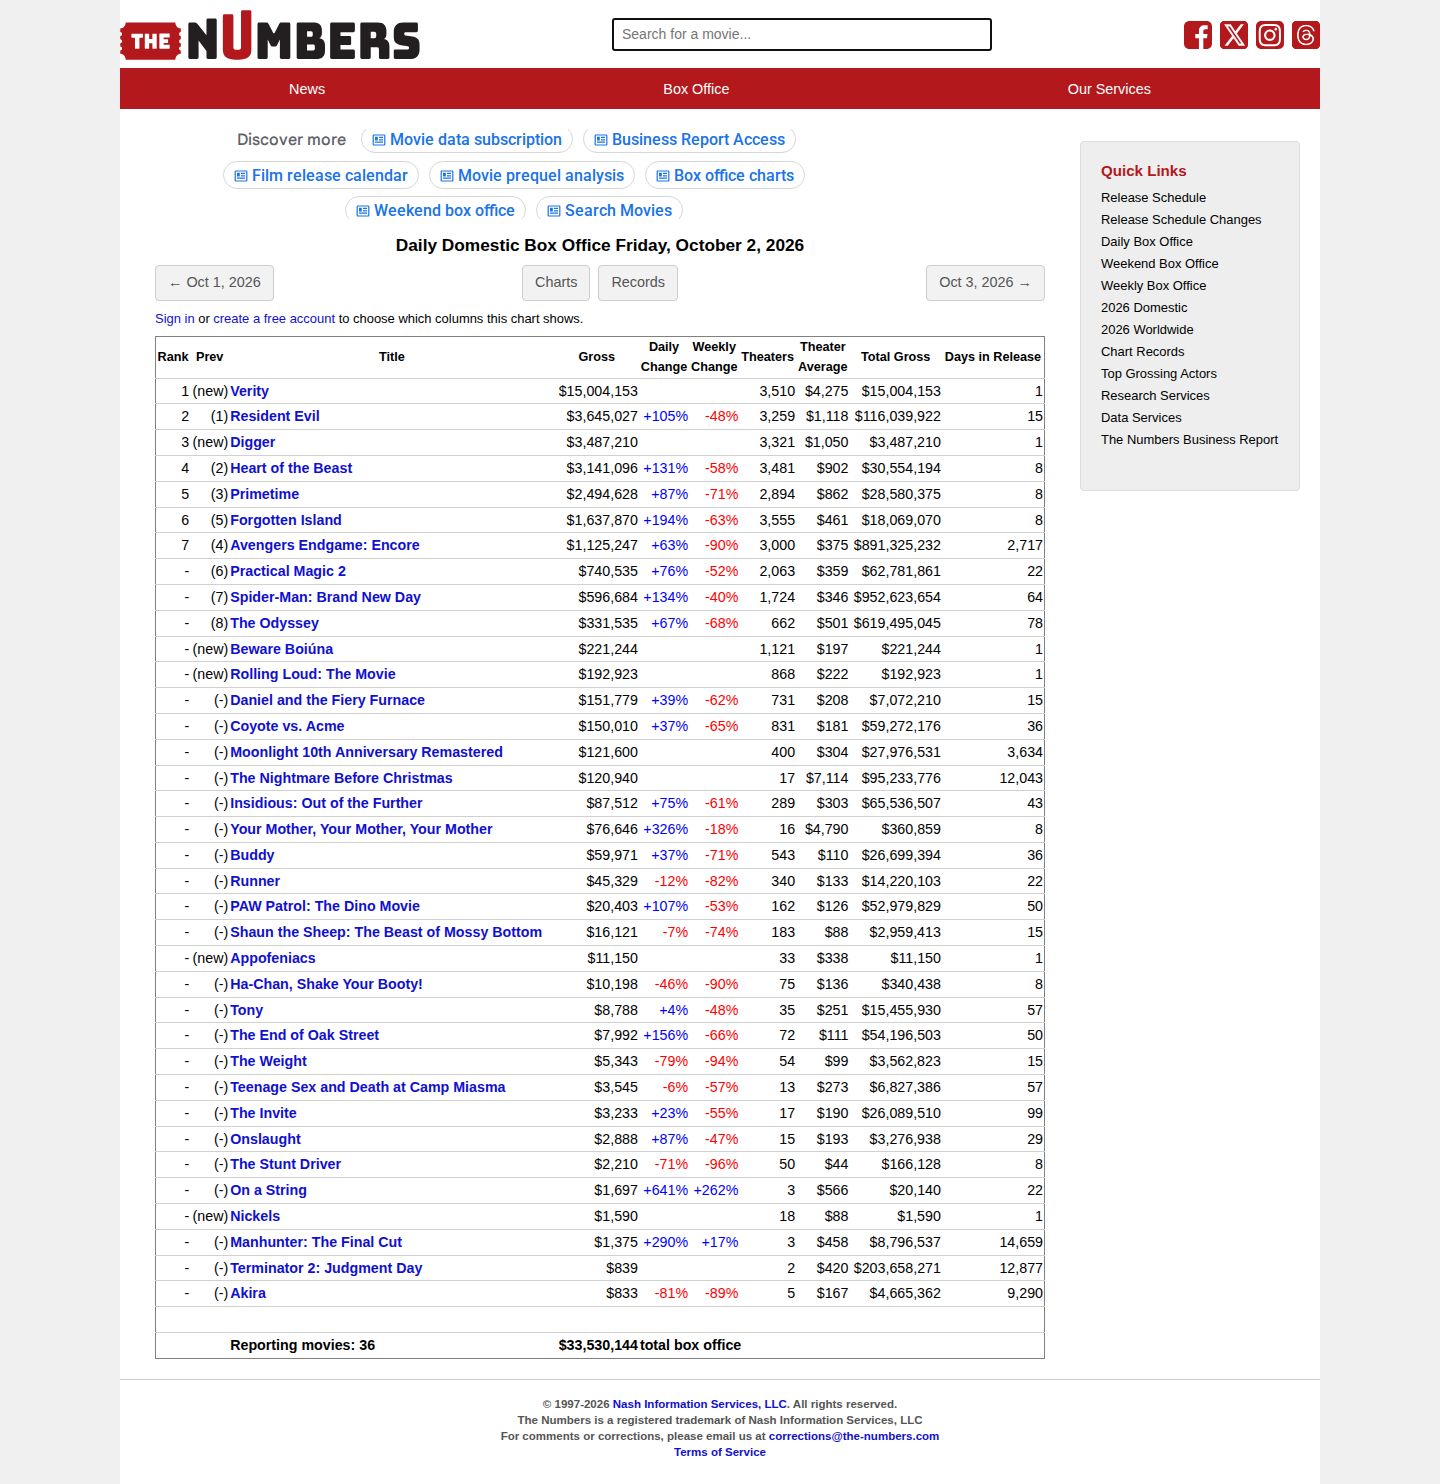 THE NUMBERS
Search for a movie...
News Box Office Our Services
Discover more Movie data subscription Business Report Access
Film release calendar Movie prequel analysis Box office charts
Weekend box office Search Movies
Quick Links
Release Schedule
Release Schedule Changes
Daily Box Office
Weekend Box Office
Weekly Box Office
2026 Domestic
2026 Worldwide
Chart Records
Top Grossing Actors
Research Services
Data Services
The Numbers Business Report
Daily Domestic Box Office Friday, October 2, 2026
← Oct 1, 2026 Charts Records Oct 3, 2026 →
Sign in or create a free account to choose which columns this chart shows.
Rank Prev Title Gross Daily Change Weekly Change Theaters Theater Average Total Gross Days in Release
1 (new) Verity $15,004,153 3,510 $4,275 $15,004,153 1
2 (1) Resident Evil $3,645,027 +105% -48% 3,259 $1,118 $116,039,922 15
3 (new) Digger $3,487,210 3,321 $1,050 $3,487,210 1
4 (2) Heart of the Beast $3,141,096 +131% -58% 3,481 $902 $30,554,194 8
5 (3) Primetime $2,494,628 +87% -71% 2,894 $862 $28,580,375 8
6 (5) Forgotten Island $1,637,870 +194% -63% 3,555 $461 $18,069,070 8
7 (4) Avengers Endgame: Encore $1,125,247 +63% -90% 3,000 $375 $891,325,232 2,717
- (6) Practical Magic 2 $740,535 +76% -52% 2,063 $359 $62,781,861 22
- (7) Spider-Man: Brand New Day $596,684 +134% -40% 1,724 $346 $952,623,654 64
- (8) The Odyssey $331,535 +67% -68% 662 $501 $619,495,045 78
- (new) Beware Boiúna $221,244 1,121 $197 $221,244 1
- (new) Rolling Loud: The Movie $192,923 868 $222 $192,923 1
- (-) Daniel and the Fiery Furnace $151,779 +39% -62% 731 $208 $7,072,210 15
- (-) Coyote vs. Acme $150,010 +37% -65% 831 $181 $59,272,176 36
- (-) Moonlight 10th Anniversary Remastered $121,600 400 $304 $27,976,531 3,634
- (-) The Nightmare Before Christmas $120,940 17 $7,114 $95,233,776 12,043
- (-) Insidious: Out of the Further $87,512 +75% -61% 289 $303 $65,536,507 43
- (-) Your Mother, Your Mother, Your Mother $76,646 +326% -18% 16 $4,790 $360,859 8
- (-) Buddy $59,971 +37% -71% 543 $110 $26,699,394 36
- (-) Runner $45,329 -12% -82% 340 $133 $14,220,103 22
- (-) PAW Patrol: The Dino Movie $20,403 +107% -53% 162 $126 $52,979,829 50
- (-) Shaun the Sheep: The Beast of Mossy Bottom $16,121 -7% -74% 183 $88 $2,959,413 15
- (new) Appofeniacs $11,150 33 $338 $11,150 1
- (-) Ha-Chan, Shake Your Booty! $10,198 -46% -90% 75 $136 $340,438 8
- (-) Tony $8,788 +4% -48% 35 $251 $15,455,930 57
- (-) The End of Oak Street $7,992 +156% -66% 72 $111 $54,196,503 50
- (-) The Weight $5,343 -79% -94% 54 $99 $3,562,823 15
- (-) Teenage Sex and Death at Camp Miasma $3,545 -6% -57% 13 $273 $6,827,386 57
- (-) The Invite $3,233 +23% -55% 17 $190 $26,089,510 99
- (-) Onslaught $2,888 +87% -47% 15 $193 $3,276,938 29
- (-) The Stunt Driver $2,210 -71% -96% 50 $44 $166,128 8
- (-) On a String $1,697 +641% +262% 3 $566 $20,140 22
- (new) Nickels $1,590 18 $88 $1,590 1
- (-) Manhunter: The Final Cut $1,375 +290% +17% 3 $458 $8,796,537 14,659
- (-) Terminator 2: Judgment Day $839 2 $420 $203,658,271 12,877
- (-) Akira $833 -81% -89% 5 $167 $4,665,362 9,290
Reporting movies: 36 $33,530,144 total box office
© 1997-2026 Nash Information Services, LLC. All rights reserved.
The Numbers is a registered trademark of Nash Information Services, LLC
For comments or corrections, please email us at corrections@the-numbers.com
Terms of Service